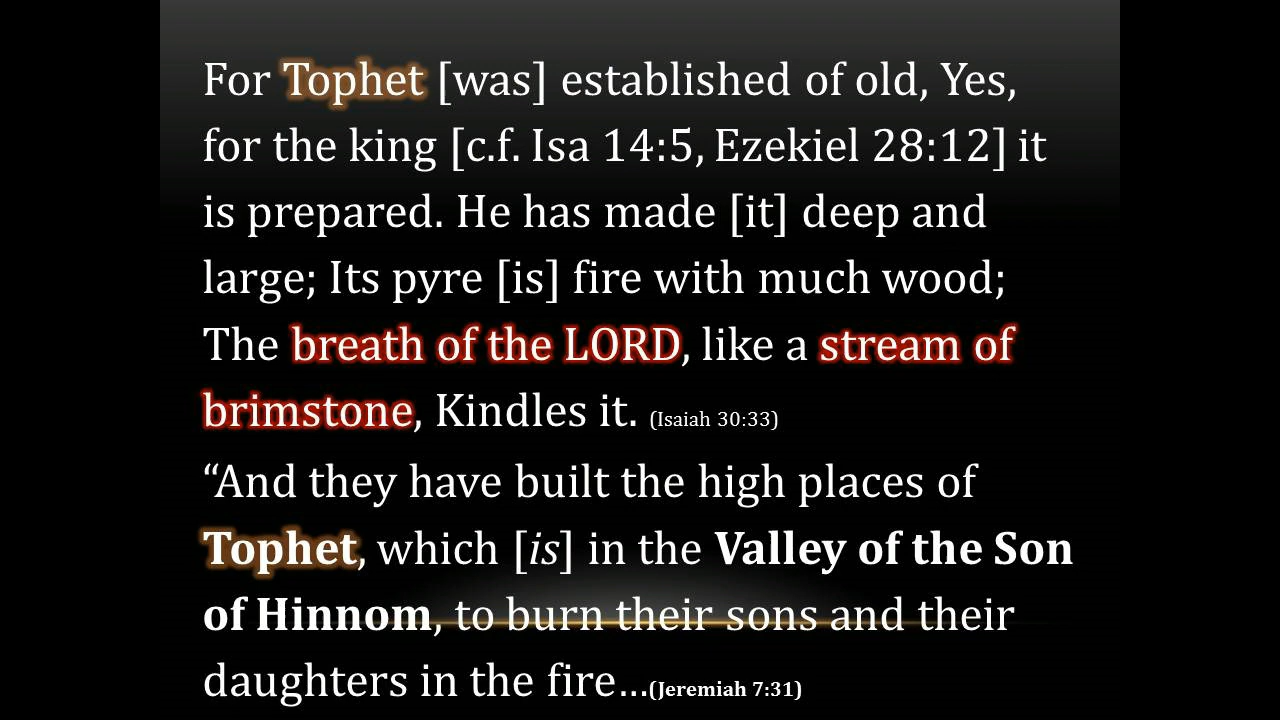 For Tophet [was] established of old, Yes,
for the king [c.f. Isa 14:5, Ezekiel 28:12] it
is prepared. He has made [it] deep and
large; Its pyre [is] fire with much wood;
The breath of the LORD, like a stream of
brimstone, Kindles it. (Isaiah 30:33)
“And they have built the high places of
Tophet, which [is] in the Valley of the Son
of Hinnom, to burn their sons and their
daughters in the fire…(Jeremiah 7:31)